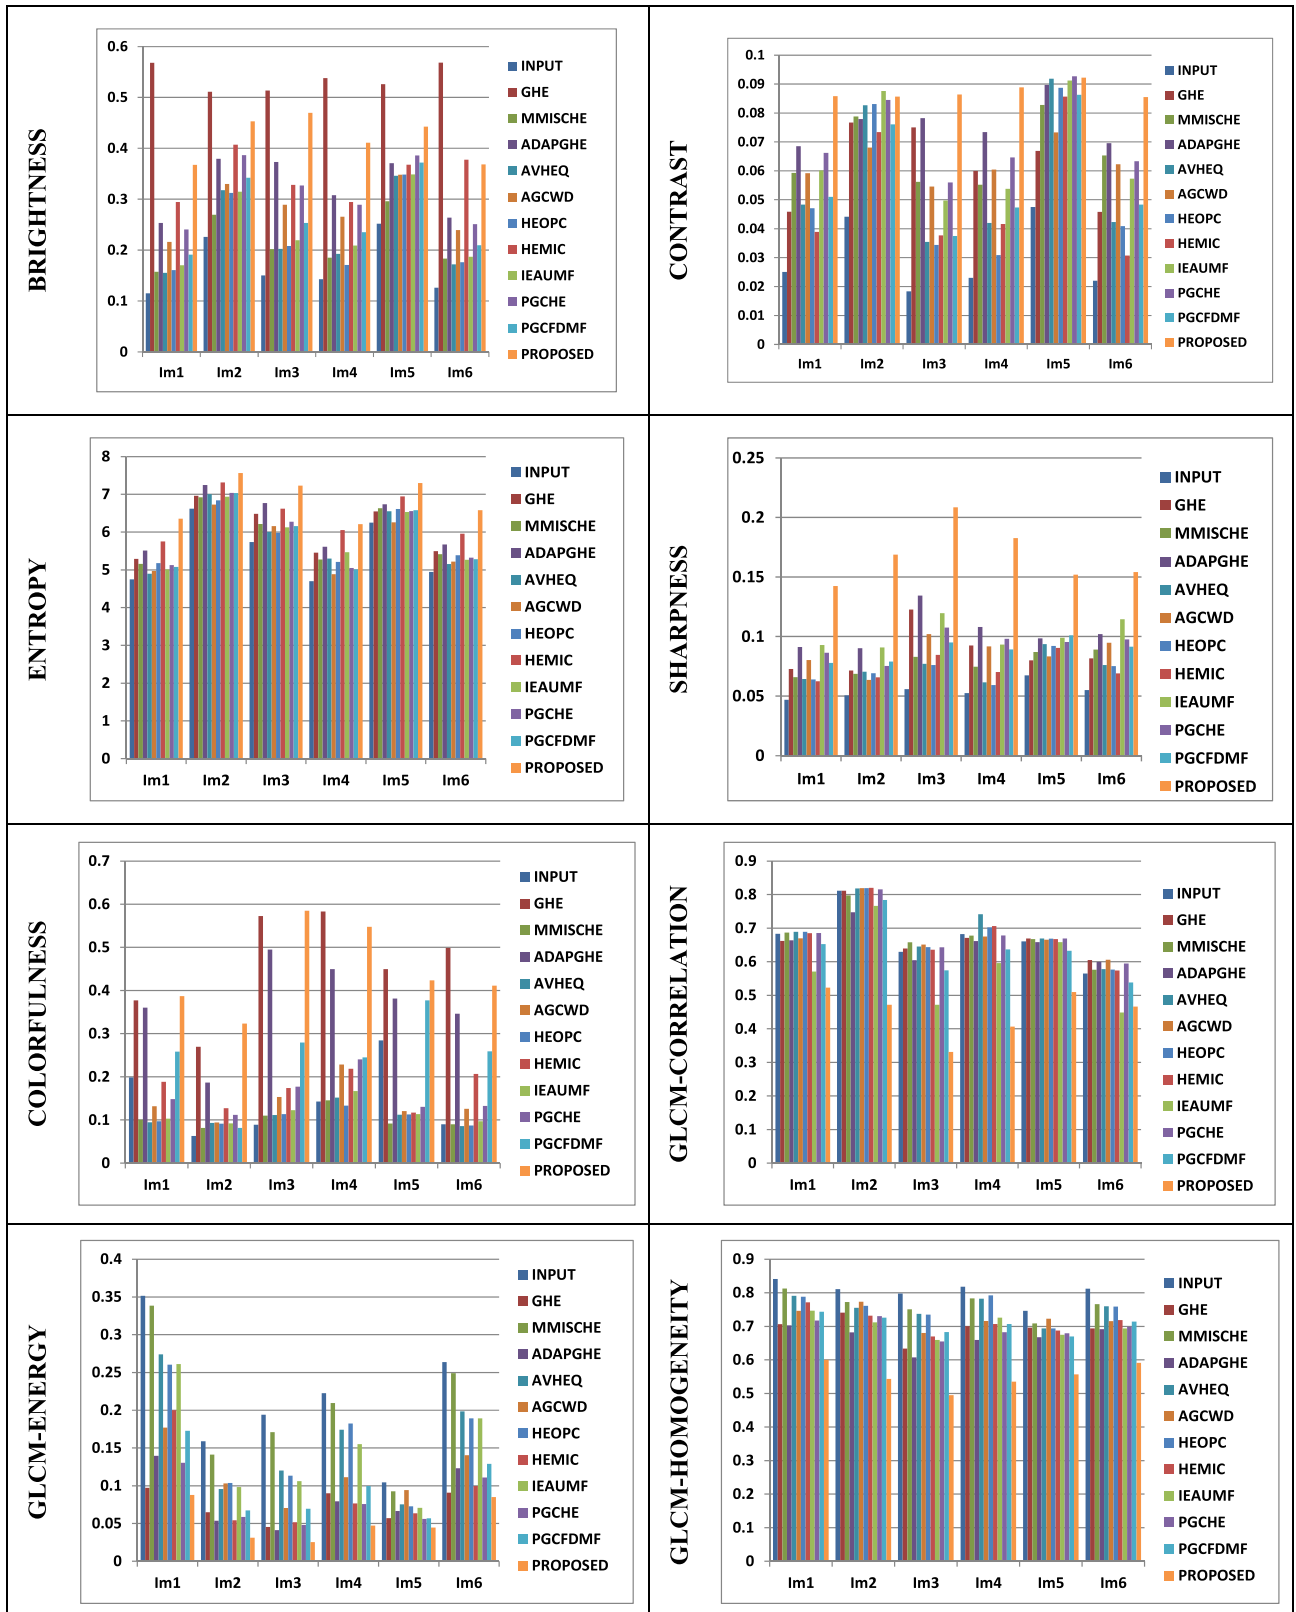 BRIGHTNESS
0.6
0.5
0.4
0.3
0.2
0.1
0
Im1 Im2 Im3 Im4 Im5 Im6
INPUT
GHE
MMISCHE
ADAPGHE
AVHEQ
AGCWD
HEOPC
HEMIC
IEAUMF
PGCHE
PGCFDMF
PROPOSED
CONTRAST
0.1
0.09
0.08
0.07
0.06
0.05
0.04
0.03
0.02
0.01
0
Im1 Im2 Im3 Im4 Im5 Im6
INPUT
GHE
MMISCHE
ADAPGHE
AVHEQ
AGCWD
HEOPC
HEMIC
IEAUMF
PGCHE
PGCFDMF
PROPOSED
ENTROPY
8
7
6
5
4
3
2
1
0
Im1 Im2 Im3 Im4 Im5 Im6
INPUT
GHE
MMISCHE
ADAPGHE
AVHEQ
AGCWD
HEOPC
HEMIC
IEAUMF
PGCHE
PGCFDMF
PROPOSED
SHARPNESS
0.25
0.2
0.15
0.1
0.05
0
Im1 Im2 Im3 Im4 Im5 Im6
INPUT
GHE
MMISCHE
ADAPGHE
AVHEQ
AGCWD
HEOPC
HEMIC
IEAUMF
PGCHE
PGCFDMF
PROPOSED
COLORFULNESS
0.7
0.6
0.5
0.4
0.3
0.2
0.1
0
Im1 Im2 Im3 Im4 Im5 Im6
INPUT
GHE
MMISCHE
ADAPGHE
AVHEQ
AGCWD
HEOPC
HEMIC
IEAUMF
PGCHE
PGCFDMF
PROPOSED
GLCM-CORRELATION
0.9
0.8
0.7
0.6
0.5
0.4
0.3
0.2
0.1
0
Im1 Im2 Im3 Im4 Im5 Im6
INPUT
GHE
MMISCHE
ADAPGHE
AVHEQ
AGCWD
HEOPC
HEMIC
IEAUMF
PGCHE
PGCFDMF
PROPOSED
GLCM-ENERGY
0.4
0.35
0.3
0.25
0.2
0.15
0.1
0.05
0
Im1 Im2 Im3 Im4 Im5 Im6
INPUT
GHE
MMISCHE
ADAPGHE
AVHEQ
AGCWD
HEOPC
HEMIC
IEAUMF
PGCHE
PGCFDMF
PROPOSED
GLCM-HOMOGENEITY
0.9
0.8
0.7
0.6
0.5
0.4
0.3
0.2
0.1
0
Im1 Im2 Im3 Im4 Im5 Im6
INPUT
GHE
MMISCHE
ADAPGHE
AVHEQ
AGCWD
HEOPC
HEMIC
IEAUMF
PGCHE
PGCFDMF
PROPOSED